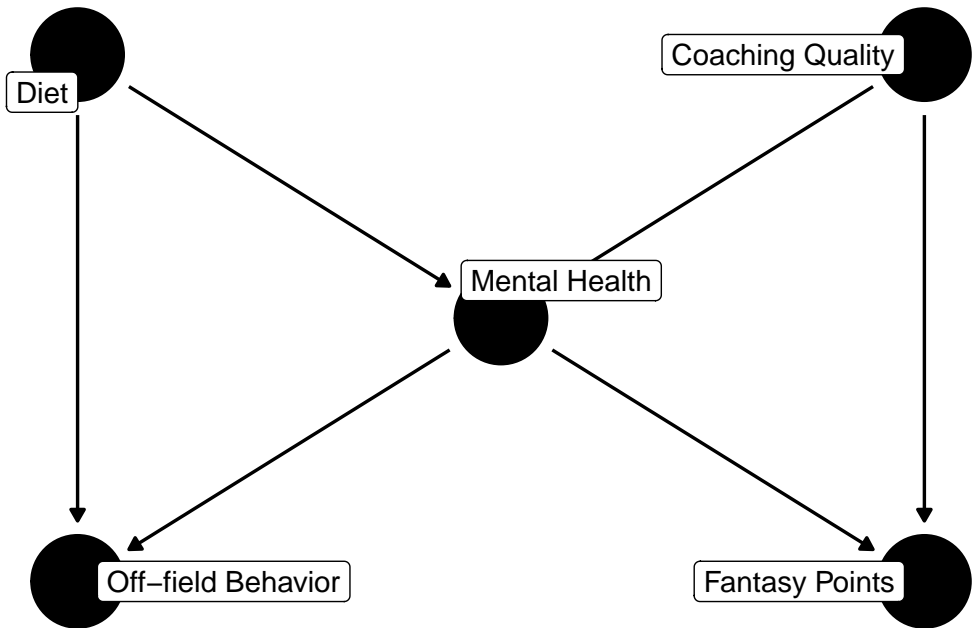 Coaching Quality
Diet
Mental Health
Off–field Behavior
Fantasy Points